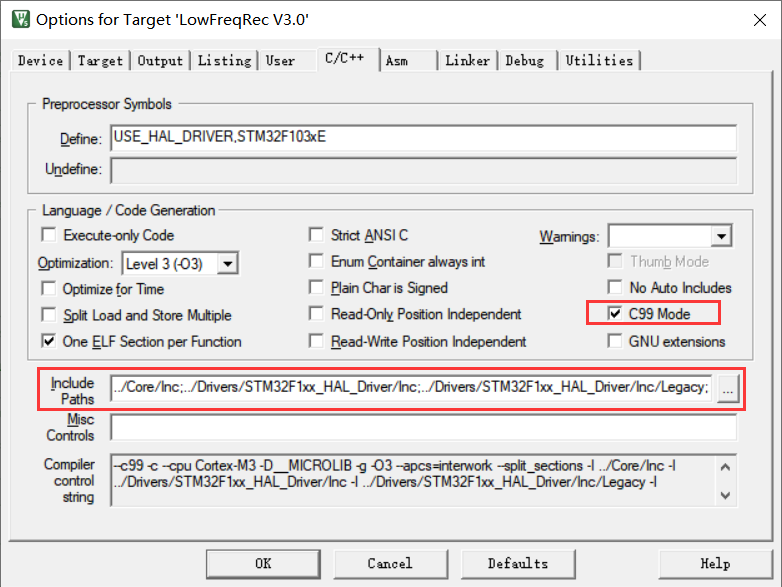 Options for Target 'LowFreqRec V3.0'
Device Target Output Listing User C/C++ Asm Linker Debug Utilities
Preprocessor Symbols
Define: USE_HAL_DRIVER,STM32F103xE
Undefine:
Language / Code Generation
Execute-only Code Strict ANSI C Warnings:
Optimization: Level 3 (-O3) Enum Container always int Thumb Mode
Optimize for Time Plain Char is Signed No Auto Includes
Split Load and Store Multiple Read-Only Position Independent C99 Mode
One ELF Section per Function Read-Write Position Independent GNU extensions
Include Paths ../Core/Inc;../Drivers/STM32F1xx_HAL_Driver/Inc;../Drivers/STM32F1xx_HAL_Driver/Inc/Legacy; ...
Misc Controls
Compiler control string --c99 -c --cpu Cortex-M3 -D__MICROLIB -g -O3 --apcs=interwork --split_sections -I ../Core/Inc -I
../Drivers/STM32F1xx_HAL_Driver/Inc -I ../Drivers/STM32F1xx_HAL_Driver/Inc/Legacy -I
OK Cancel Defaults Help